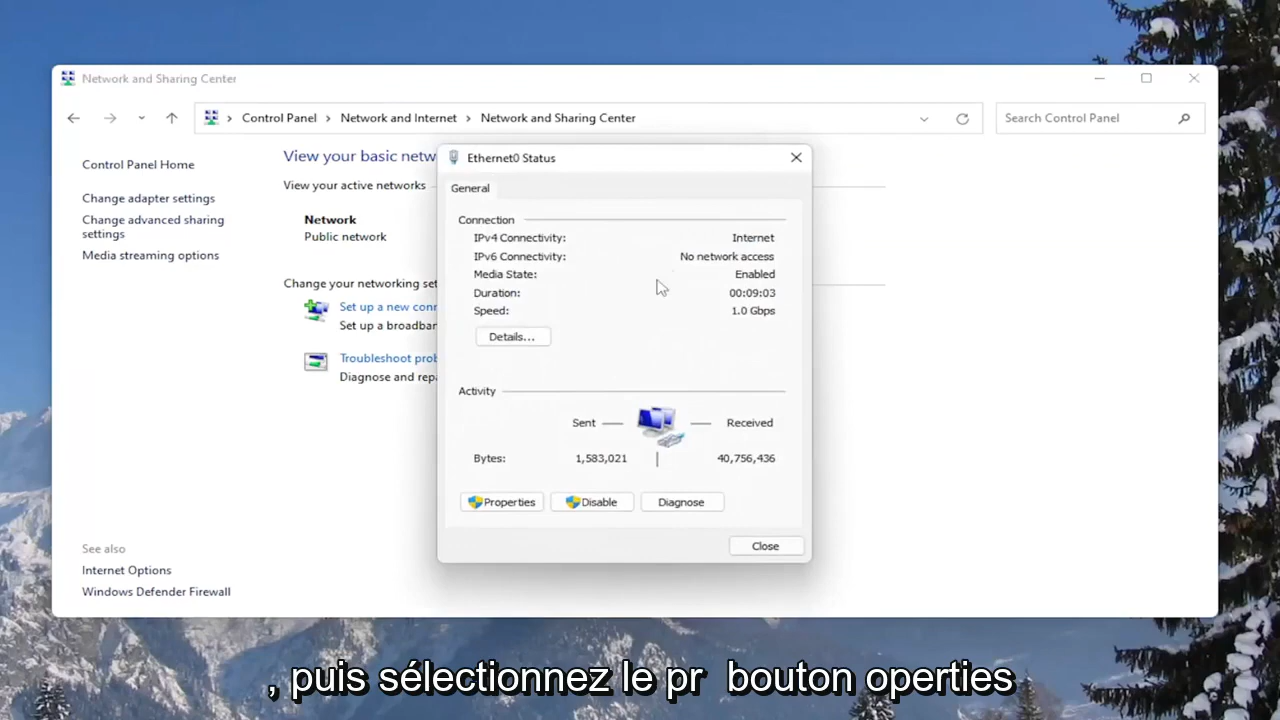 Network and Sharing Center
Control Panel > Network and Internet > Network and Sharing Center
Search Control Panel
Control Panel Home
Change adapter settings
Change advanced sharing
settings
Media streaming options
See also
Internet Options
Windows Defender Firewall
View your basic netw
View your active networks
Network
Public network
Change your networking set
Set up a new conn
Set up a broadban
Troubleshoot prob
Diagnose and repa
Ethernet0 Status
General
Connection
IPv4 Connectivity: Internet
IPv6 Connectivity: No network access
Media State: Enabled
Duration: 00:09:03
Speed: 1.0 Gbps
Details...
Activity
Sent — — Received
Bytes: 1,583,021 | 40,756,436
Properties Disable Diagnose
Close
, puis sélectionnez le pr bouton operties